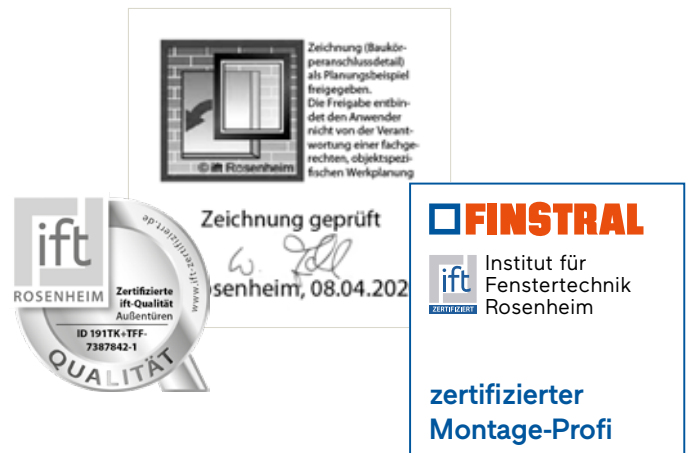 Zeichnung (Baukör-
peranschlussdetail)
als Planungsbeispiel
freigegeben.
Die Freigabe entbin-
det den Anwender
nicht von der Verant-
wortung einer fachge-
rechten, objektspezi-
fischen Werkplanung
© ift Rosenheim
Zeichnung geprüft
senheim, 08.04.202
ift
ROSENHEIM
www.ift-zertifiziert.de
Zertifizierte
ift-Qualität
Außentüren
ID 191TK+TFF-
7387842-1
QUALITÄT
FINSTRAL
ift
ZERTIFIZIERT
Institut für
Fenstertechnik
Rosenheim
zertifizierter
Montage-Profi